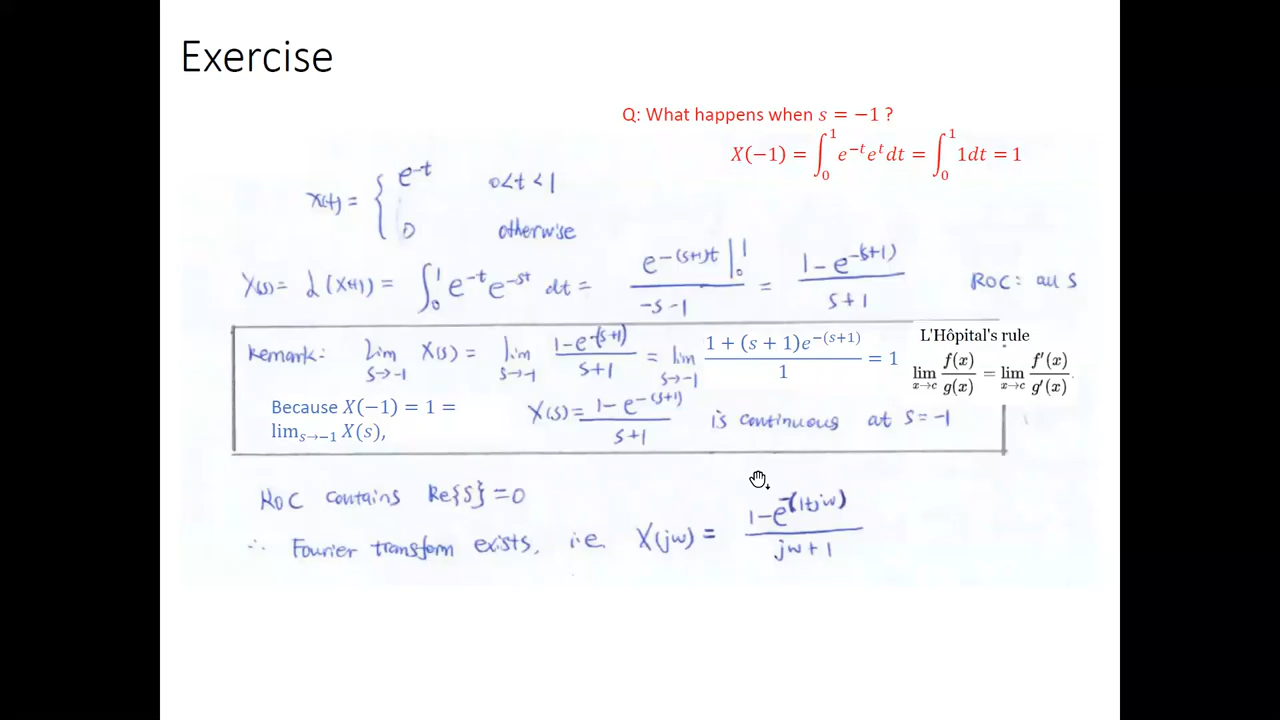 Exercise
Q: What happens when s = −1 ?
X(−1) = ∫₀¹ e^{−t} e^{t} dt = ∫₀¹ 1dt = 1
x(t) = { e^{-t} 0<t<1
0 otherwise
X(s) = L(x(t)) = ∫₀¹ e^{-t} e^{-st} dt = e^{-(s+1)t} |₀¹ / (-s-1) = (1 - e^{-(s+1)}) / (s+1) ROC: all s
Remark: lim_{s→-1} X(s) = lim_{s→-1} (1-e^{-(s+1)}) / (s+1) = lim_{s→-1} (1 + (s + 1)e^{−(s+1)}) / 1 = 1
L'Hôpital's rule
lim_{x→c} f(x)/g(x) = lim_{x→c} f′(x)/g′(x).
Because X(−1) = 1 =
lim_{s→−1} X(s),
X(s) = (1 - e^{-(s+1)}) / (s+1) is continuous at s = -1
ROC contains Re{s} = 0
∴ Fourier transform exists, i.e. X(jw) = (1 - e^{-(1+jw)}) / (jw+1)